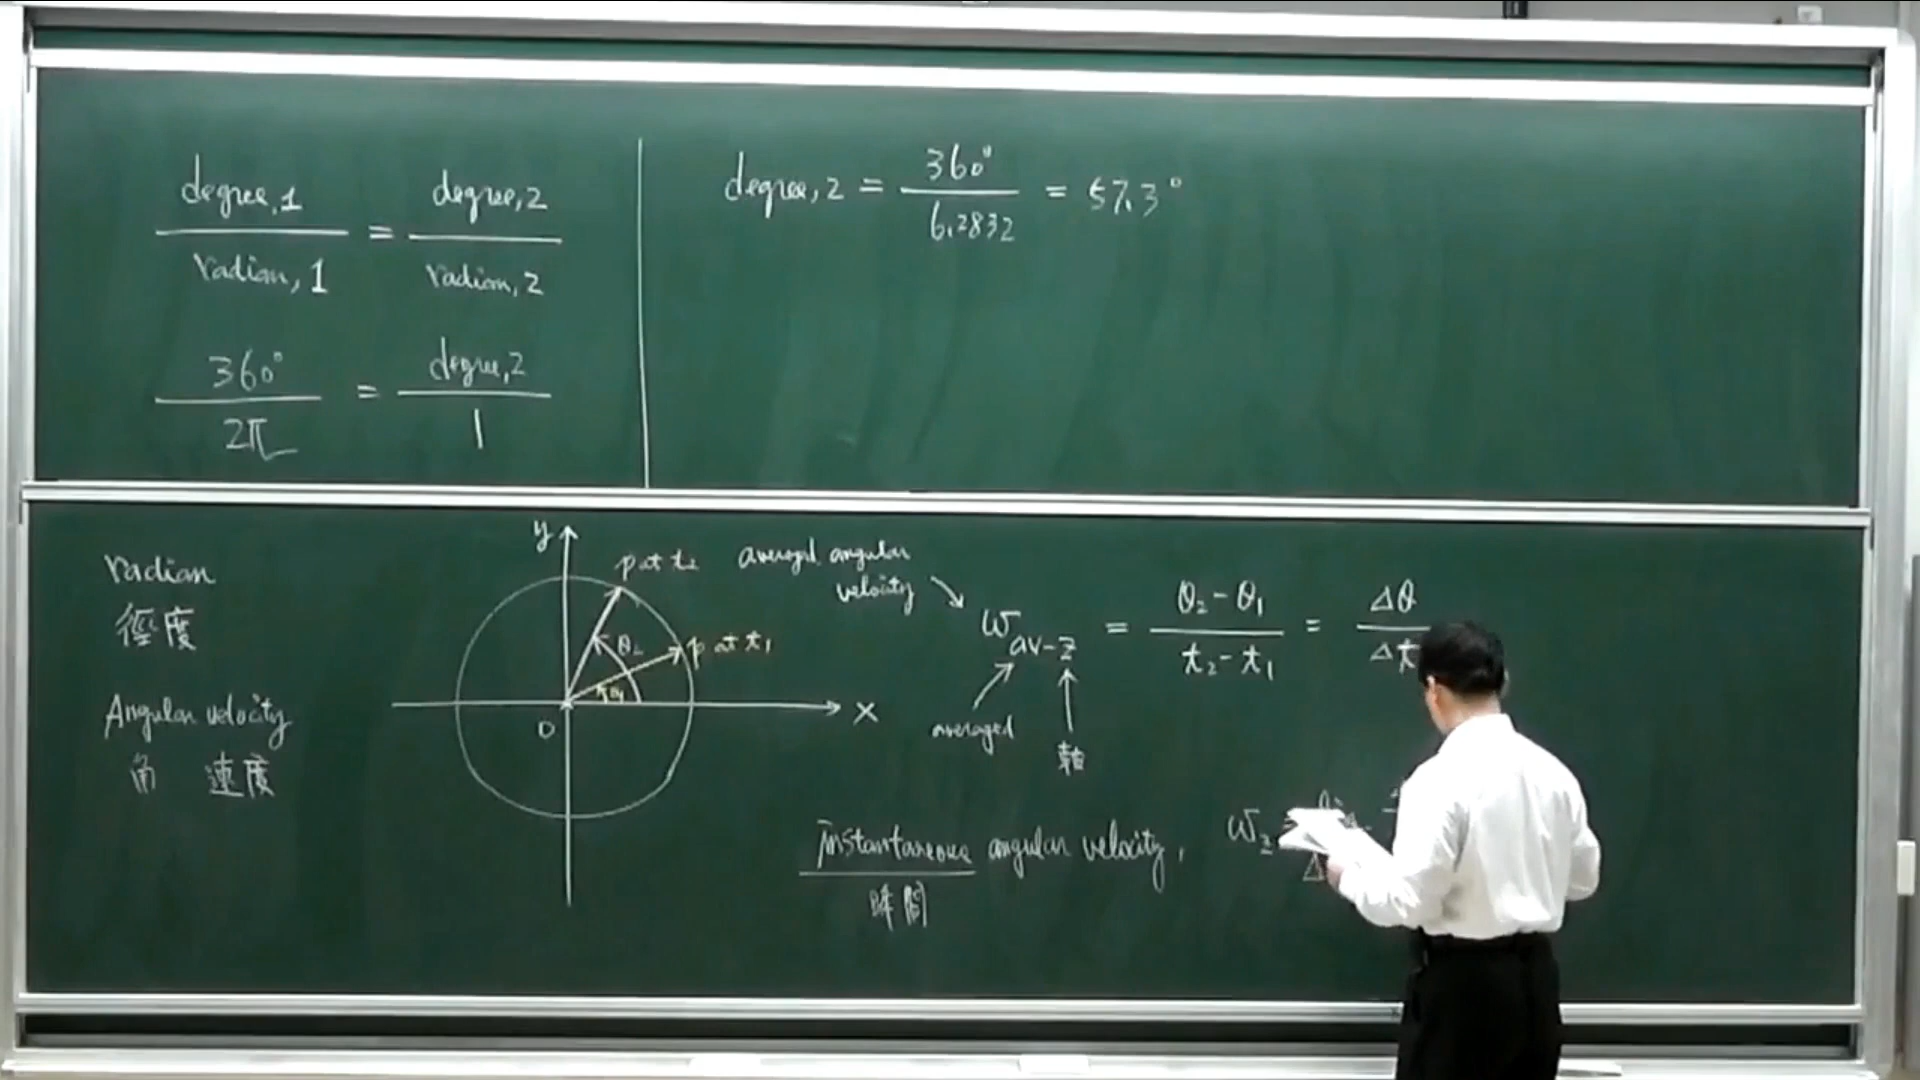 degree,1 / radian,1 = degree,2 / radian,2
360° / 2π = degree,2 / 1
degree,2 = 360° / 6.2832 = 57.3°
radian
徑度
Angular velocity
角 速度
y
p at t₂
p at t₁
θ₂
θ₁
O
x
averaged angular
velocity
ω av-z = θ₂-θ₁ / t₂-t₁ = Δθ / Δt
averaged
軸
instantaneous angular velocity,
瞬間
ω z